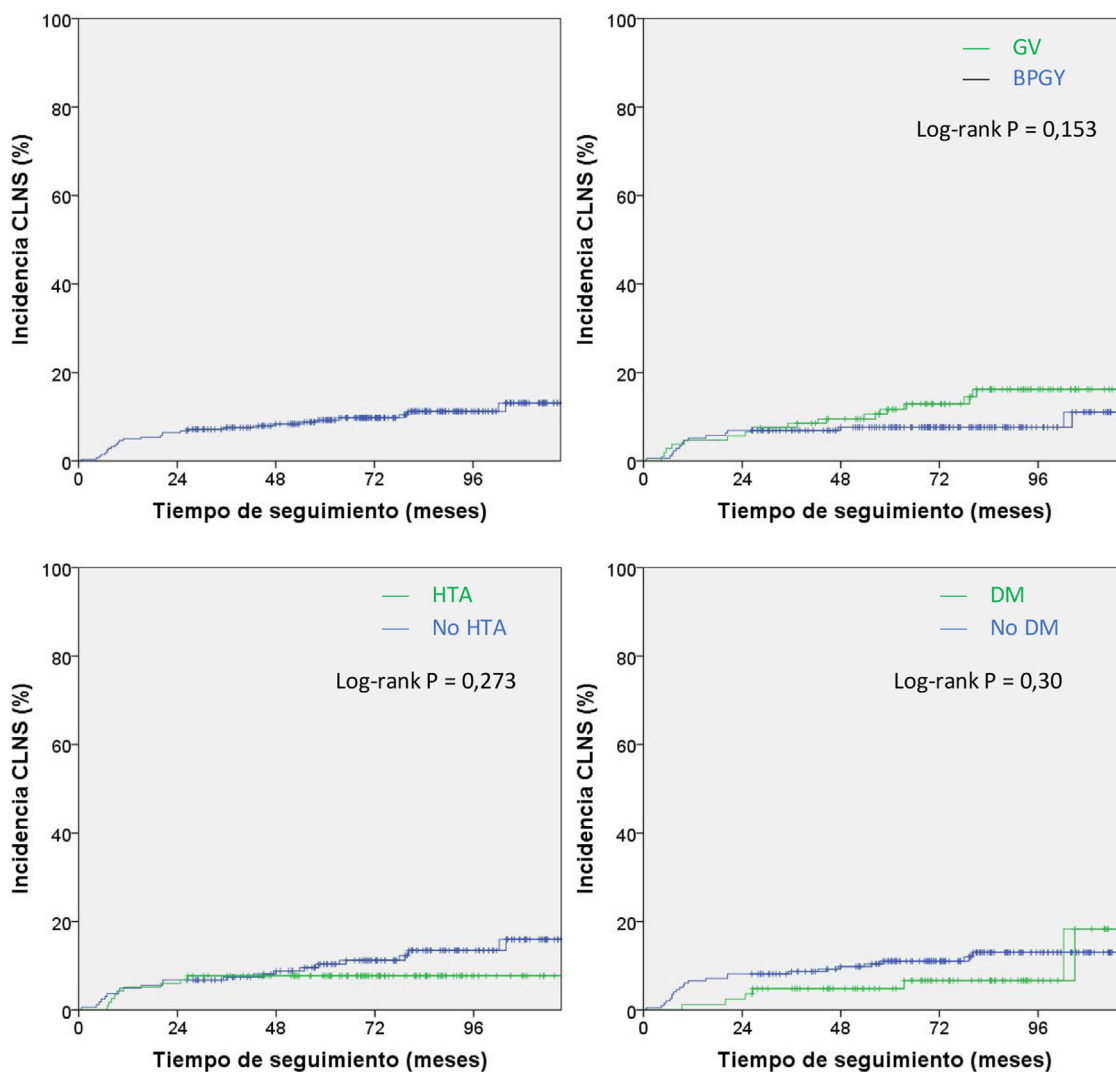 100
80
60
40
20
0
Incidencia CLNS (%)
0 24 48 72 96
Tiempo de seguimiento (meses)
GV
BPGY
Log-rank P = 0,153
100
80
60
40
20
0
Incidencia CLNS (%)
0 24 48 72 96
Tiempo de seguimiento (meses)
HTA
No HTA
Log-rank P = 0,273
100
80
60
40
20
0
Incidencia CLNS (%)
0 24 48 72 96
Tiempo de seguimiento (meses)
DM
No DM
Log-rank P = 0,30
100
80
60
40
20
0
Incidencia CLNS (%)
0 24 48 72 96
Tiempo de seguimiento (meses)